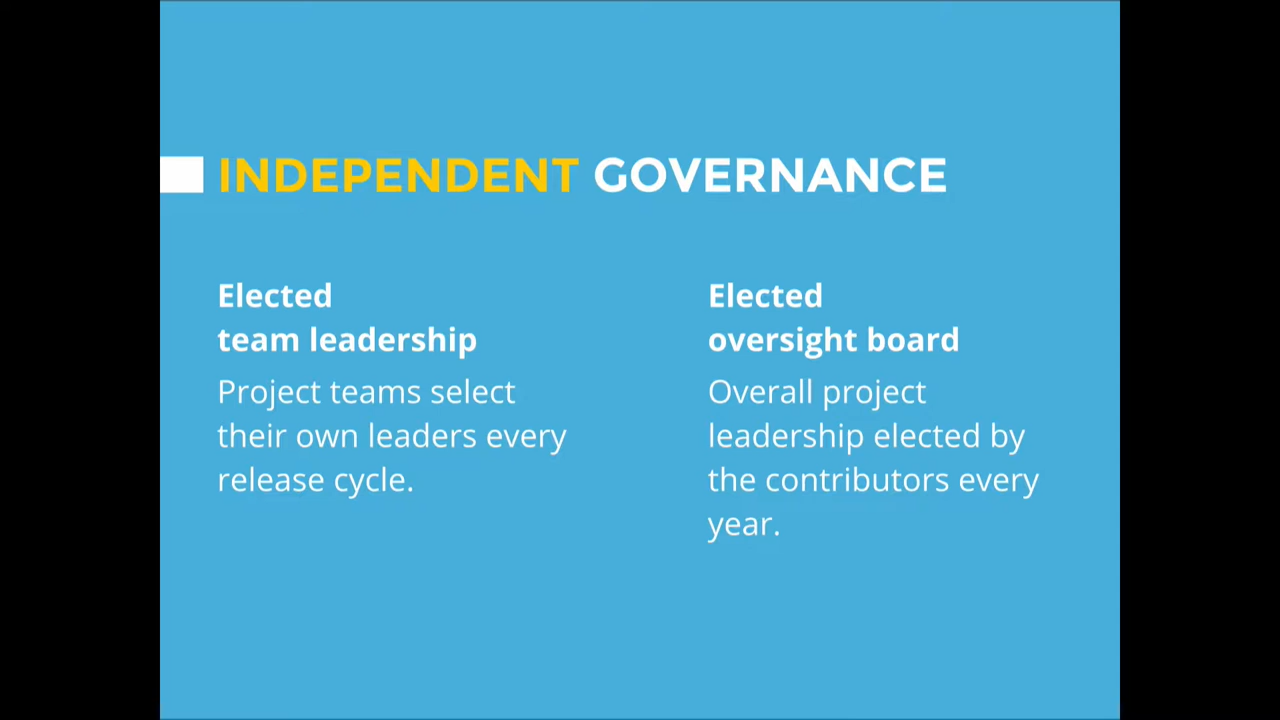 INDEPENDENT GOVERNANCE
Elected
team leadership
Project teams select
their own leaders every
release cycle.
Elected
oversight board
Overall project
leadership elected by
the contributors every
year.